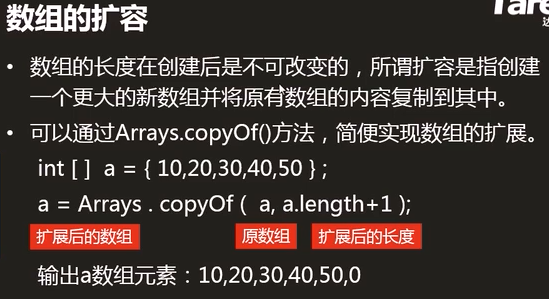 数组的扩容
Tare
达
• 数组的长度在创建后是不可改变的，所谓扩容是指创建
一个更大的新数组并将原有数组的内容复制到其中。
• 可以通过Arrays.copyOf()方法，简便实现数组的扩展。
int [ ]  a = { 10,20,30,40,50 } ;
a = Arrays . copyOf (  a, a.length+1 );
扩展后的数组 原数组 扩展后的长度
输出a数组元素：10,20,30,40,50,0